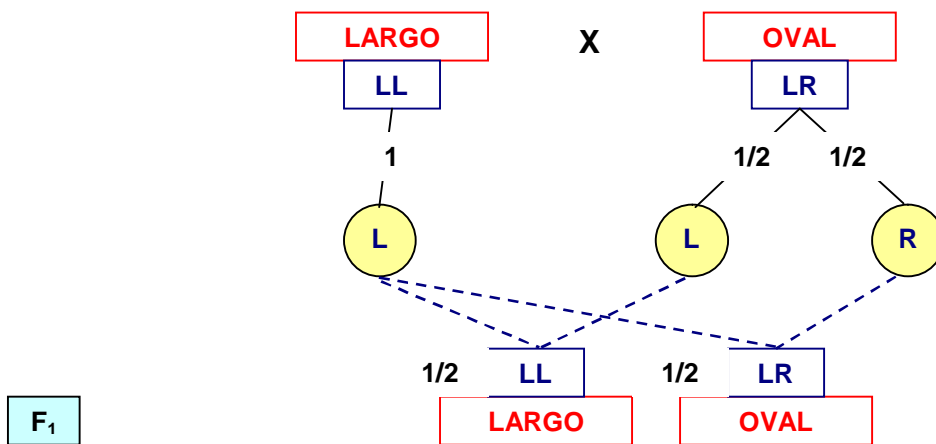 LARGO X OVAL
LL LR
1 1/2 1/2
L L R
1/2 LL 1/2 LR
F₁ LARGO OVAL